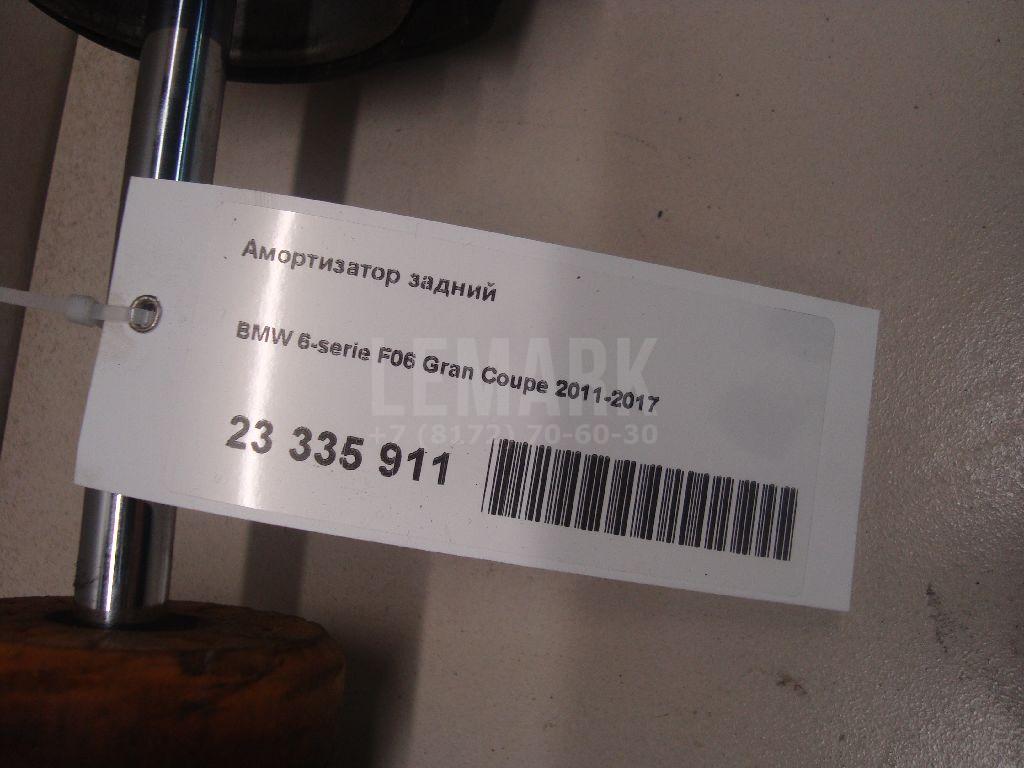 Амортизатор задний
BMW 6-serie F06 Gran Coupe 2011-2017
LEMARK
+7 (8172) 70-60-30
23 335 911